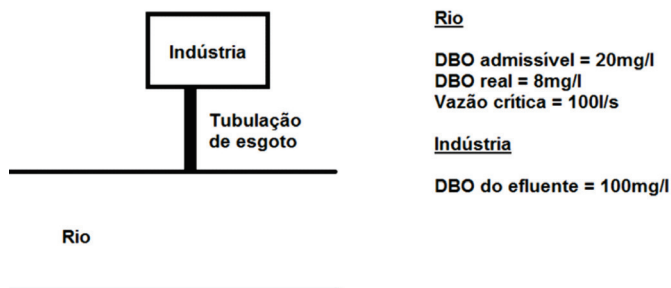 Indústria
Tubulação
de esgoto
Rio
Rio
DBO admissível = 20mg/l
DBO real = 8mg/l
Vazão crítica = 100l/s
Indústria
DBO do efluente = 100mg/l